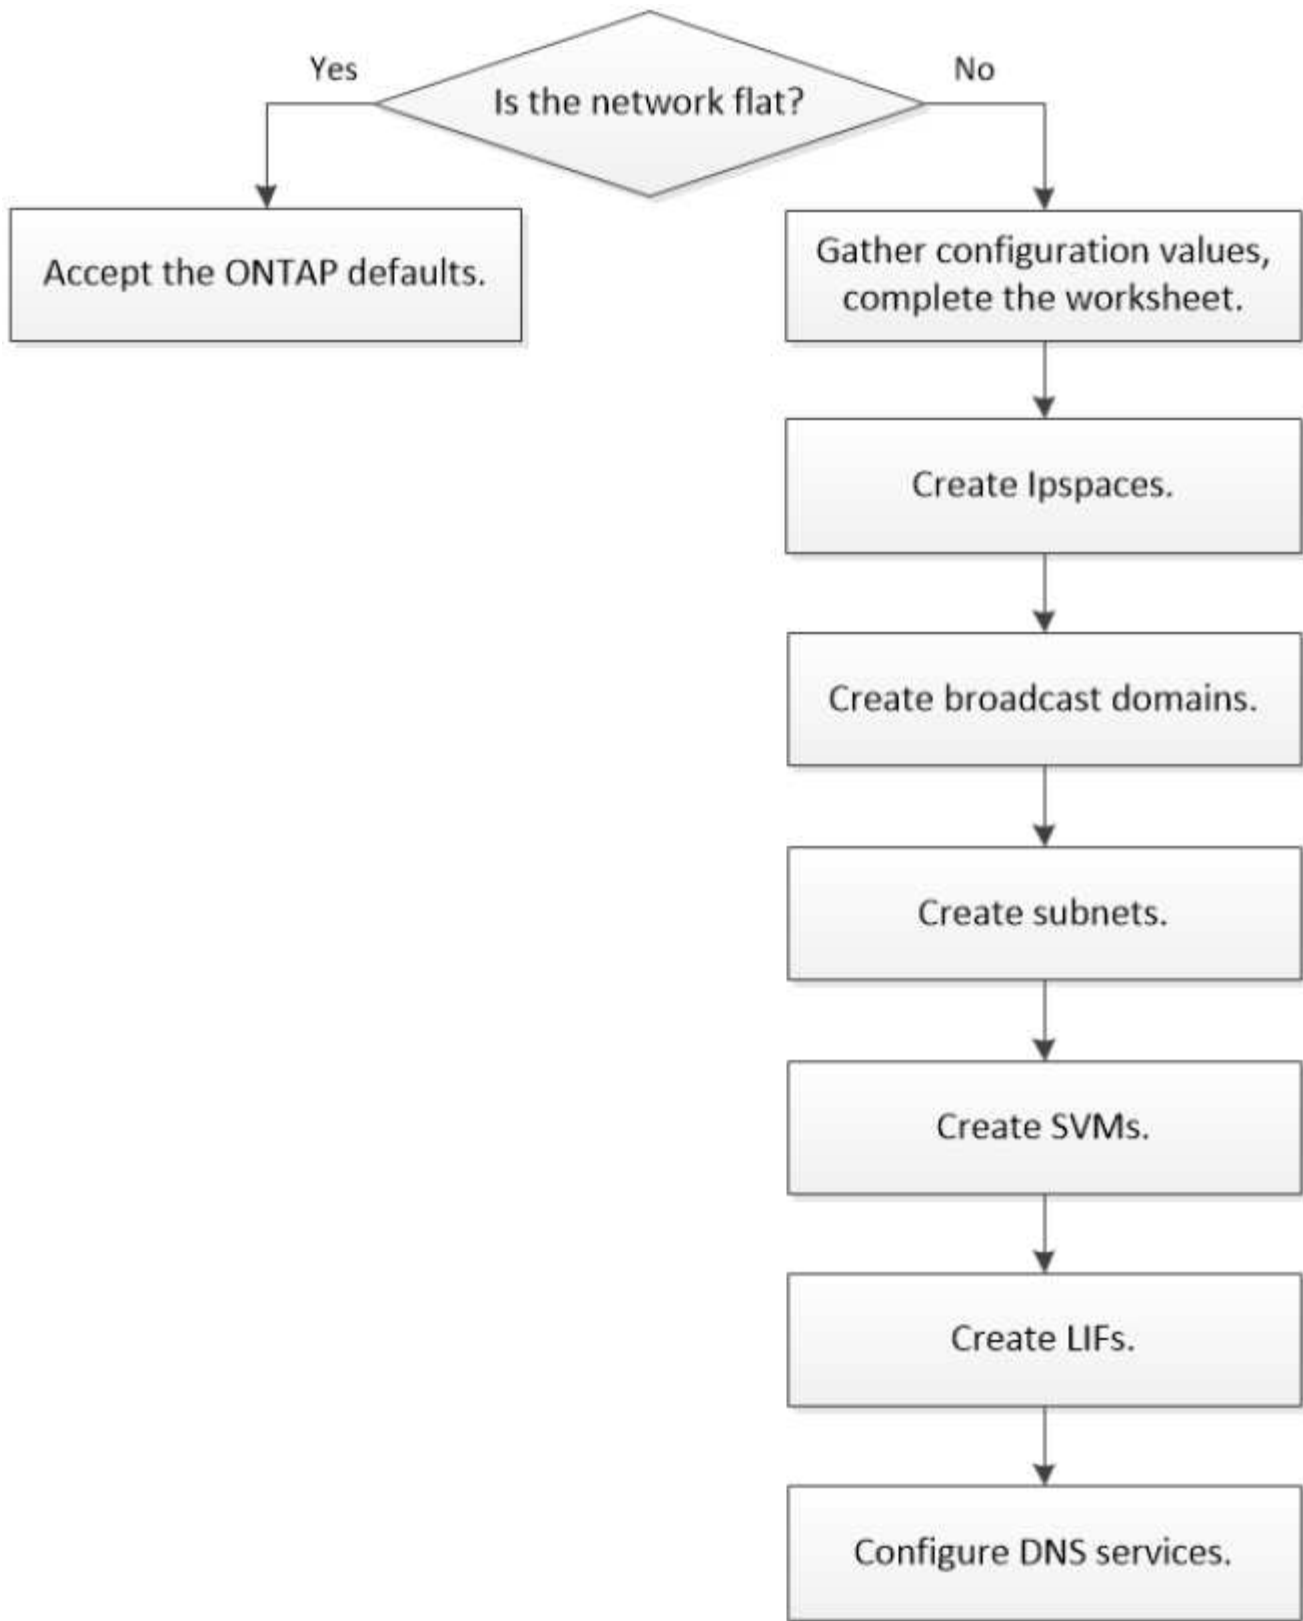 Yes
No
Is the network flat?
Accept the ONTAP defaults.
Gather configuration values,
complete the worksheet.
Create Ipspaces.
Create broadcast domains.
Create subnets.
Create SVMs.
Create LIFs.
Configure DNS services.